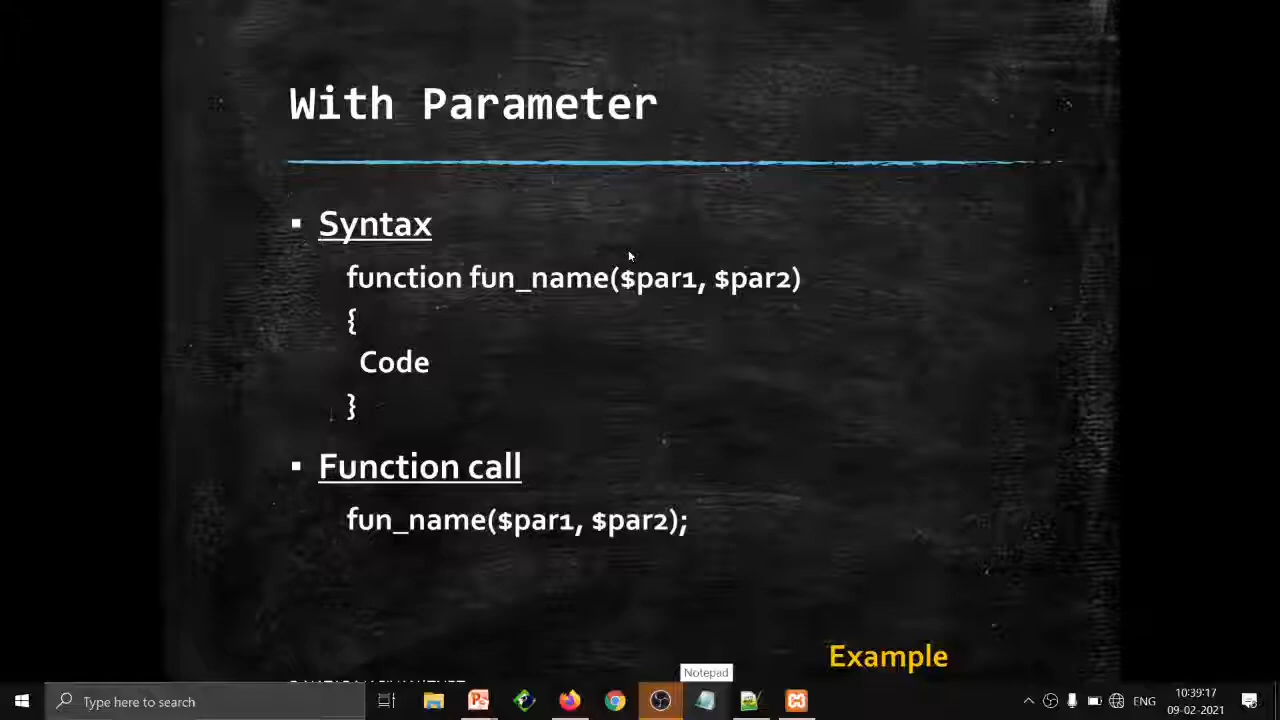 With Parameter
▪ Syntax
function fun_name($par1, $par2)
{
Code
}
▪ Function call
fun_name($par1, $par2);
Example
Notepad
Type here to search
ENG
10:39:17
09-02-2021